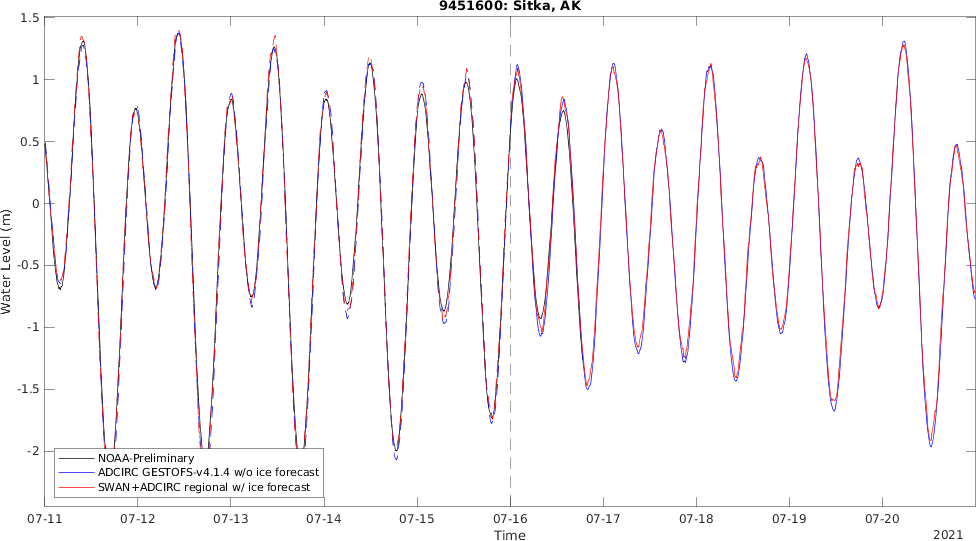 9451600: Sitka, AK
1.5
1
0.5
0
-0.5
-1
-1.5
-2
Water Level (m)
NOAA-Preliminary
ADCIRC GESTOFS-v4.1.4 w/o ice forecast
SWAN+ADCIRC regional w/ ice forecast
07-11 07-12 07-13 07-14 07-15 07-16 07-17 07-18 07-19 07-20
Time
2021